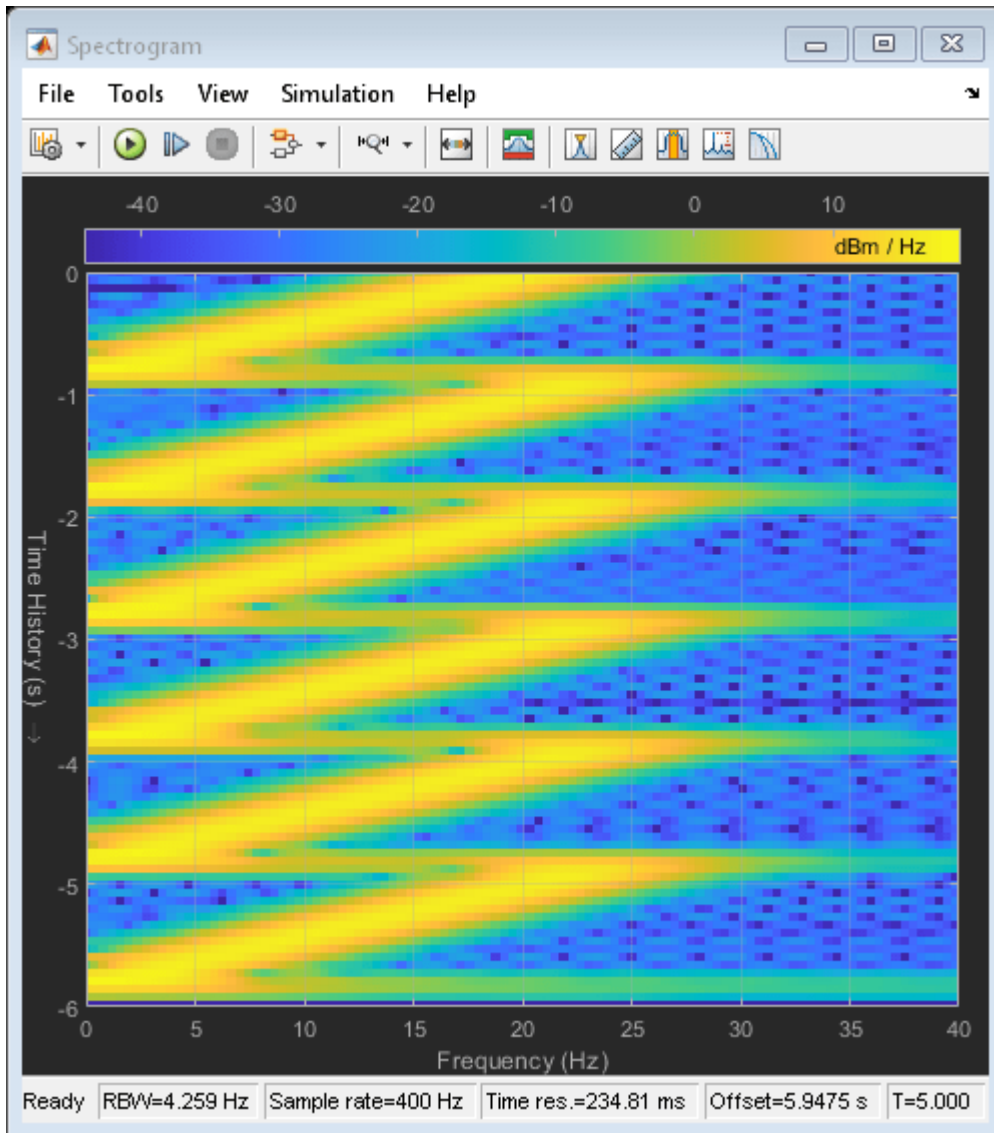 Spectrogram
File Tools View Simulation Help
-40 -30 -20 -10 0 10
dBm / Hz
0
-1
-2
-3
-4
-5
-6
Time History (s) →
0 5 10 15 20 25 30 35 40
Frequency (Hz)
Ready RBW=4.259 Hz Sample rate=400 Hz Time res.=234.81 ms Offset=5.9475 s T=5.000